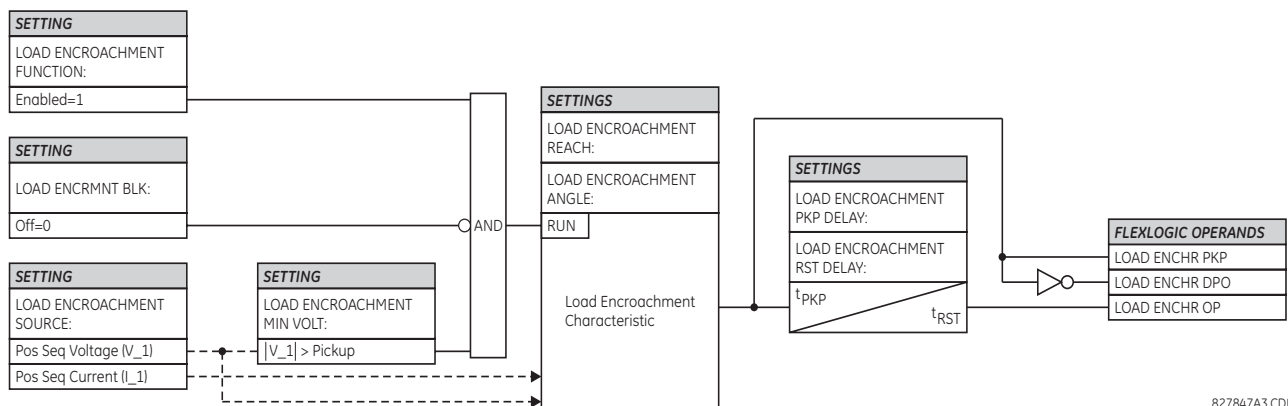 SETTING
LOAD ENCROACHMENT
FUNCTION:
Enabled=1
SETTING
LOAD ENCRMNT BLK:
Off=0
SETTING
LOAD ENCROACHMENT
SOURCE:
Pos Seq Voltage (V_1)
Pos Seq Current (I_1)
SETTING
LOAD ENCROACHMENT
MIN VOLT:
|V_1| > Pickup
AND
SETTINGS
LOAD ENCROACHMENT
REACH:
LOAD ENCROACHMENT
ANGLE:
RUN
Load Encroachment
Characteristic
SETTINGS
LOAD ENCROACHMENT
PKP DELAY:
LOAD ENCROACHMENT
RST DELAY:
tPKP
tRST
FLEXLOGIC OPERANDS
LOAD ENCHR PKP
LOAD ENCHR DPO
LOAD ENCHR OP